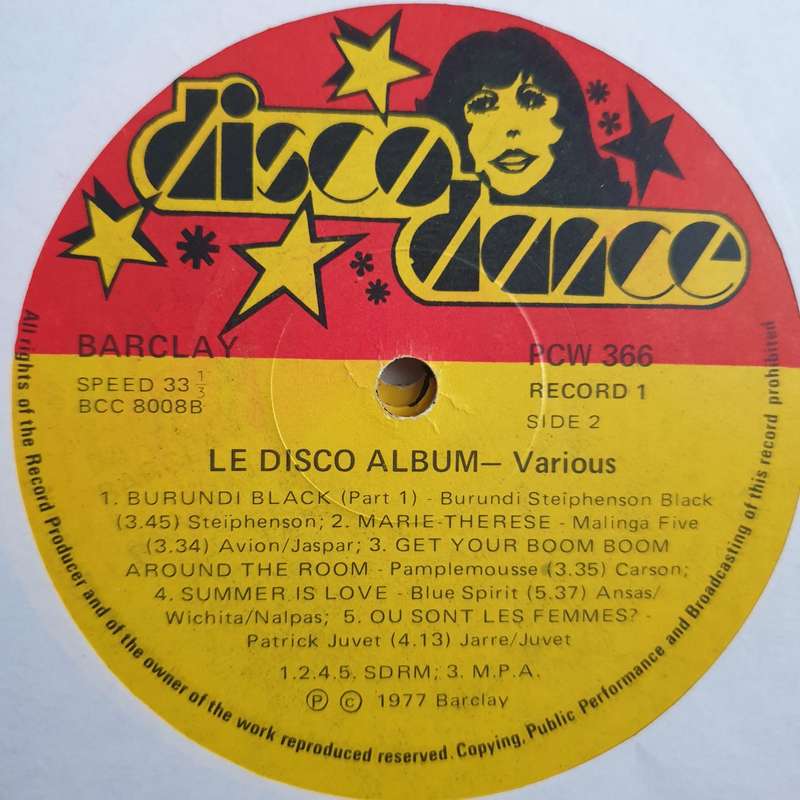 disco
dance
BARCLAY
SPEED 33 1/3
BCC 8008B
PCW 366
RECORD 1
SIDE 2
LE DISCO ALBUM— Various
1. BURUNDI BLACK (Part 1) - Burundi Steïphenson Black
(3.45) Steïphenson; 2. MARIE-THERESE - Malinga Five
(3.34) Avion/Jaspar; 3. GET YOUR BOOM BOOM
AROUND THE ROOM - Pamplemousse (3.35) Carson;
4. SUMMER IS LOVE - Blue Spirit (5.37) Ansas/
Wichita/Nalpas; 5. OU SONT LES FEMMES? -
Patrick Juvet (4.13) Jarre/Juvet
1.2.4.5. SDRM; 3. M.P.A.
Ⓟ © 1977 Barclay
All rights of the Record Producer and of the owner of the work reproduced reserved. Copying, Public Performance and Broadcasting of this record prohibited